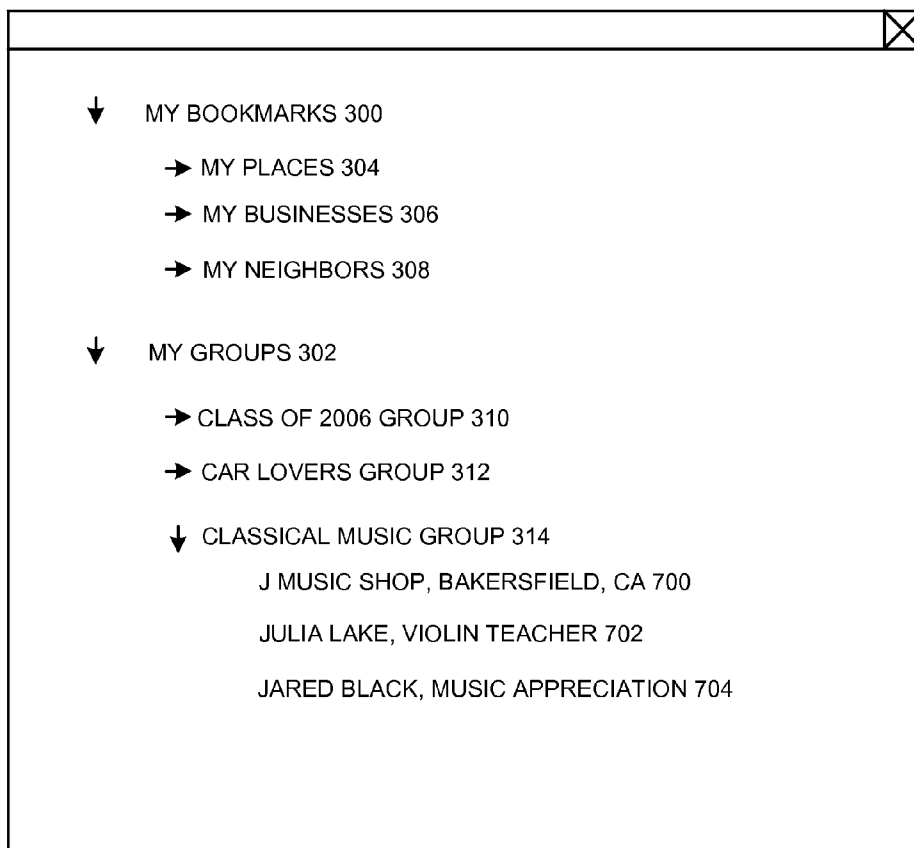 MY BOOKMARKS 300
MY PLACES 304
MY BUSINESSES 306
MY NEIGHBORS 308
MY GROUPS 302
CLASS OF 2006 GROUP 310
CAR LOVERS GROUP 312
CLASSICAL MUSIC GROUP 314
J MUSIC SHOP, BAKERSFIELD, CA 700
JULIA LAKE, VIOLIN TEACHER 702
JARED BLACK, MUSIC APPRECIATION 704